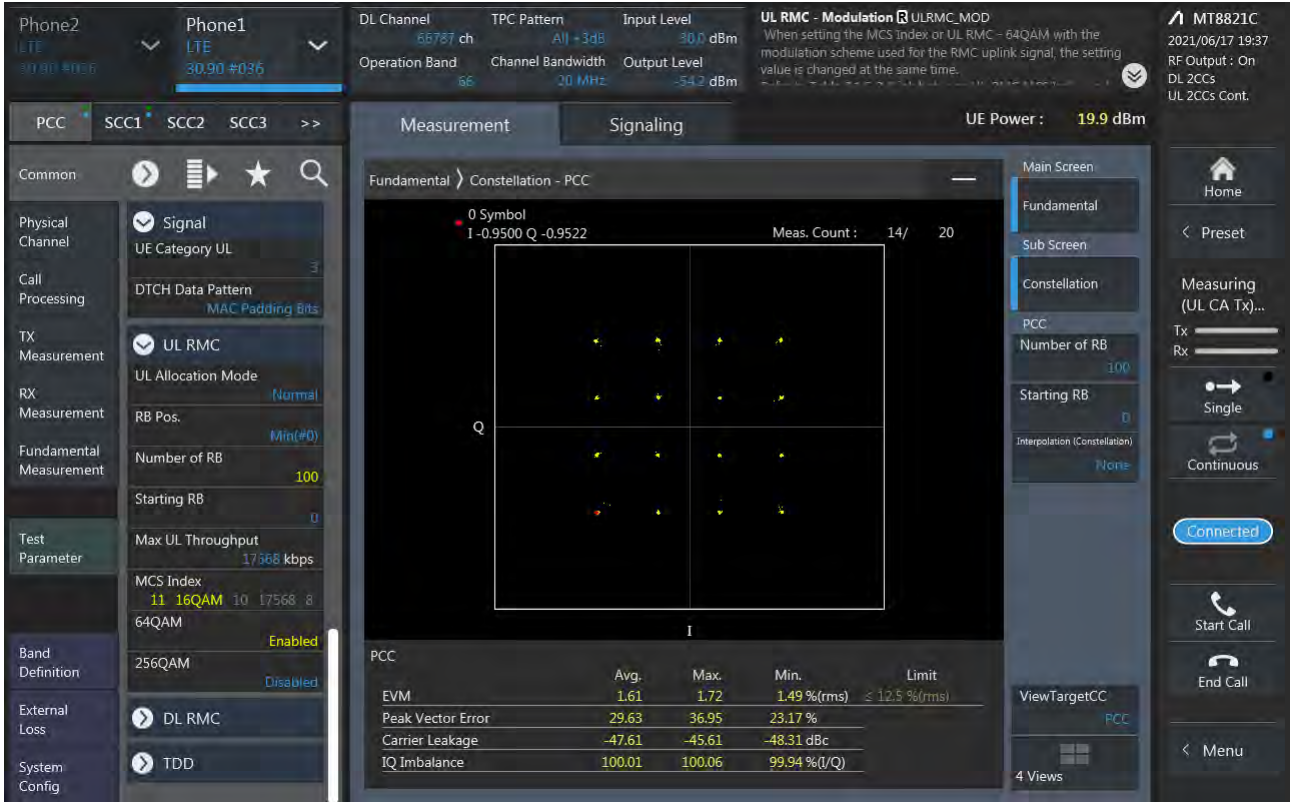 Phone2
LTE
30.90 #036
Phone1
LTE
30.90 #036
DL Channel
66787 ch
TPC Pattern
All +3dB
Input Level
30.0 dBm
Operation Band
66
Channel Bandwidth
20 MHz
Output Level
-54.2 dBm
UL RMC - Modulation R ULRMC_MOD
When setting the MCS Index or UL RMC - 64QAM with the
modulation scheme used for the RMC uplink signal, the setting
value is changed at the same time.
MT8821C
2021/06/17 19:37
RF Output : On
DL 2CCs
UL 2CCs Cont.
PCC SCC1 SCC2 SCC3 >>
Measurement
Signaling
UE Power : 19.9 dBm
Common
Physical
Channel
Call
Processing
TX
Measurement
RX
Measurement
Fundamental
Measurement
Test
Parameter
Band
Definition
External
Loss
System
Config
Signal
UE Category UL
3
DTCH Data Pattern
MAC Padding Bits
UL RMC
UL Allocation Mode
Normal
RB Pos.
Min(#0)
Number of RB
100
Starting RB
0
Max UL Throughput
17568 kbps
MCS Index
11 16QAM 10 17568 8
64QAM
Enabled
256QAM
Disabled
DL RMC
TDD
Fundamental 〉 Constellation - PCC
0 Symbol
I -0.9500 Q -0.9522
Meas. Count : 14/ 20
Q
I
PCC
Avg. Max. Min. Limit
EVM 1.61 1.72 1.49 %(rms) ≤ 12.5 %(rms)
Peak Vector Error 29.63 36.95 23.17 %
Carrier Leakage -47.61 -45.61 -48.31 dBc
IQ Imbalance 100.01 100.06 99.94 %(I/Q)
Main Screen
Fundamental
Sub Screen
Constellation
PCC
Number of RB
100
Starting RB
0
Interpolation (Constellation)
None
ViewTargetCC
PCC
4 Views
Home
< Preset
Measuring
(UL CA Tx)...
Tx
Rx
Single
Continuous
Connected
Start Call
End Call
< Menu